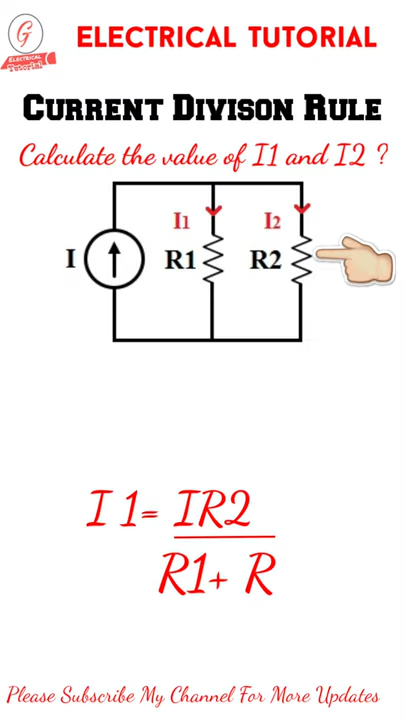 G
ELECTRICAL
Tutorial
ELECTRICAL TUTORIAL
CURRENT DIVISON RULE
Calculate the value of I1 and I2 ?
I1 I2
I R1 R2
I 1= IR2
R1+ R
Please Subscribe My Channel For More Updates